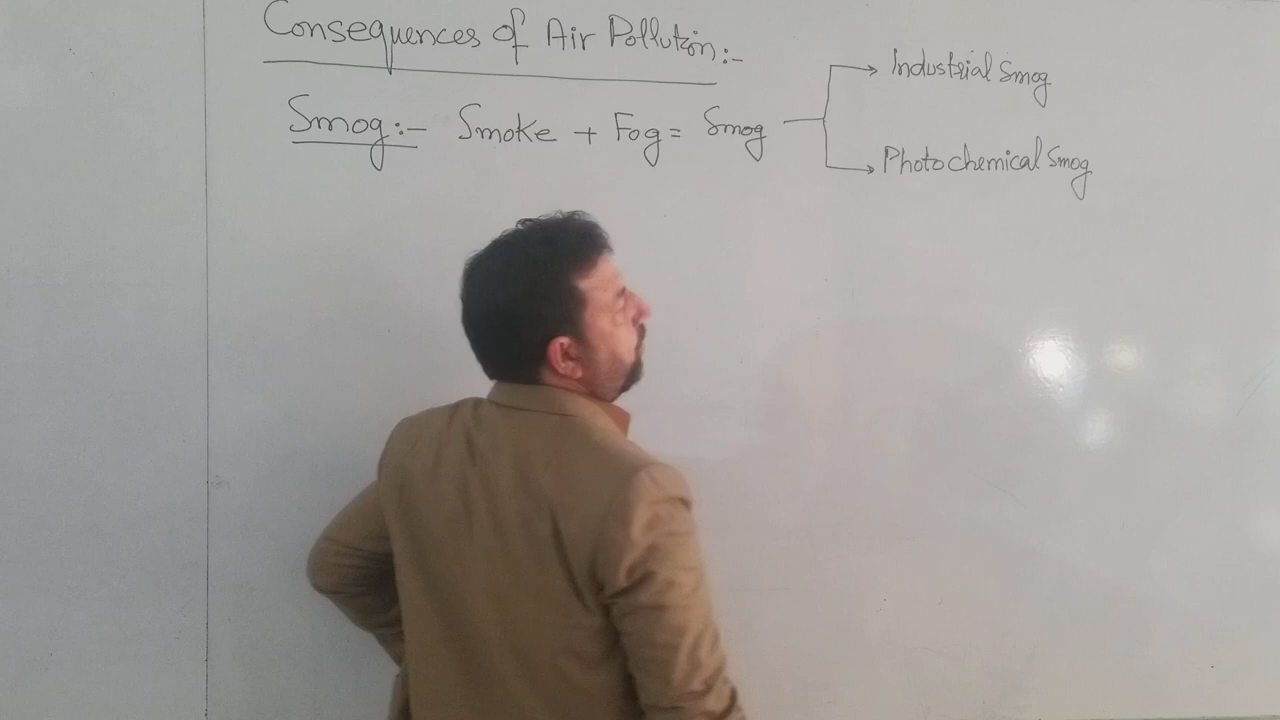 Consequences of Air Pollution:-
Smog:- Smoke + Fog = Smog
Industrial Smog
Photochemical Smog